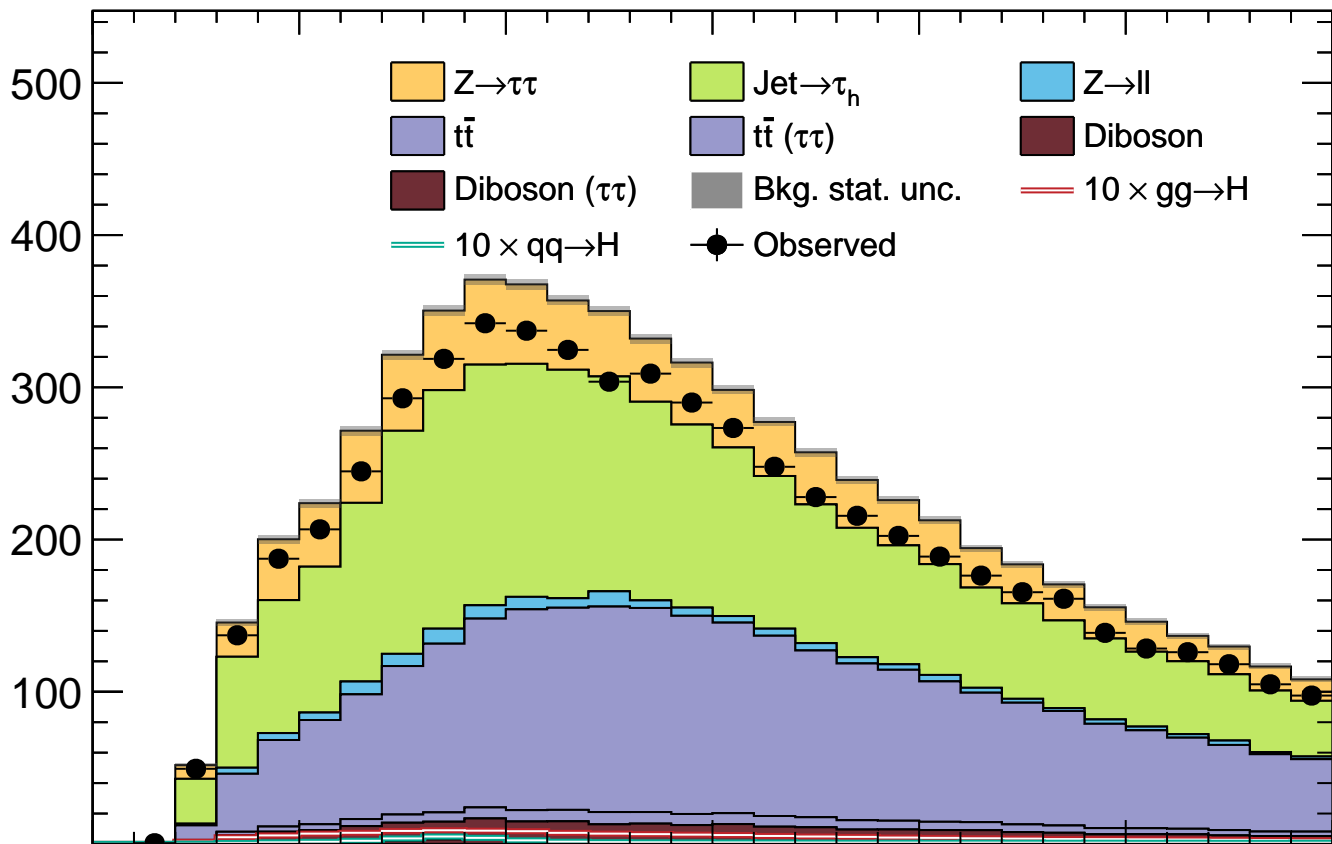 500
400
300
200
100
Z→ττ Jet→τₕ Z→ll
tt̄ tt̄ (ττ) Diboson
Diboson (ττ) Bkg. stat. unc. 10 × gg→H
10 × qq→H Observed